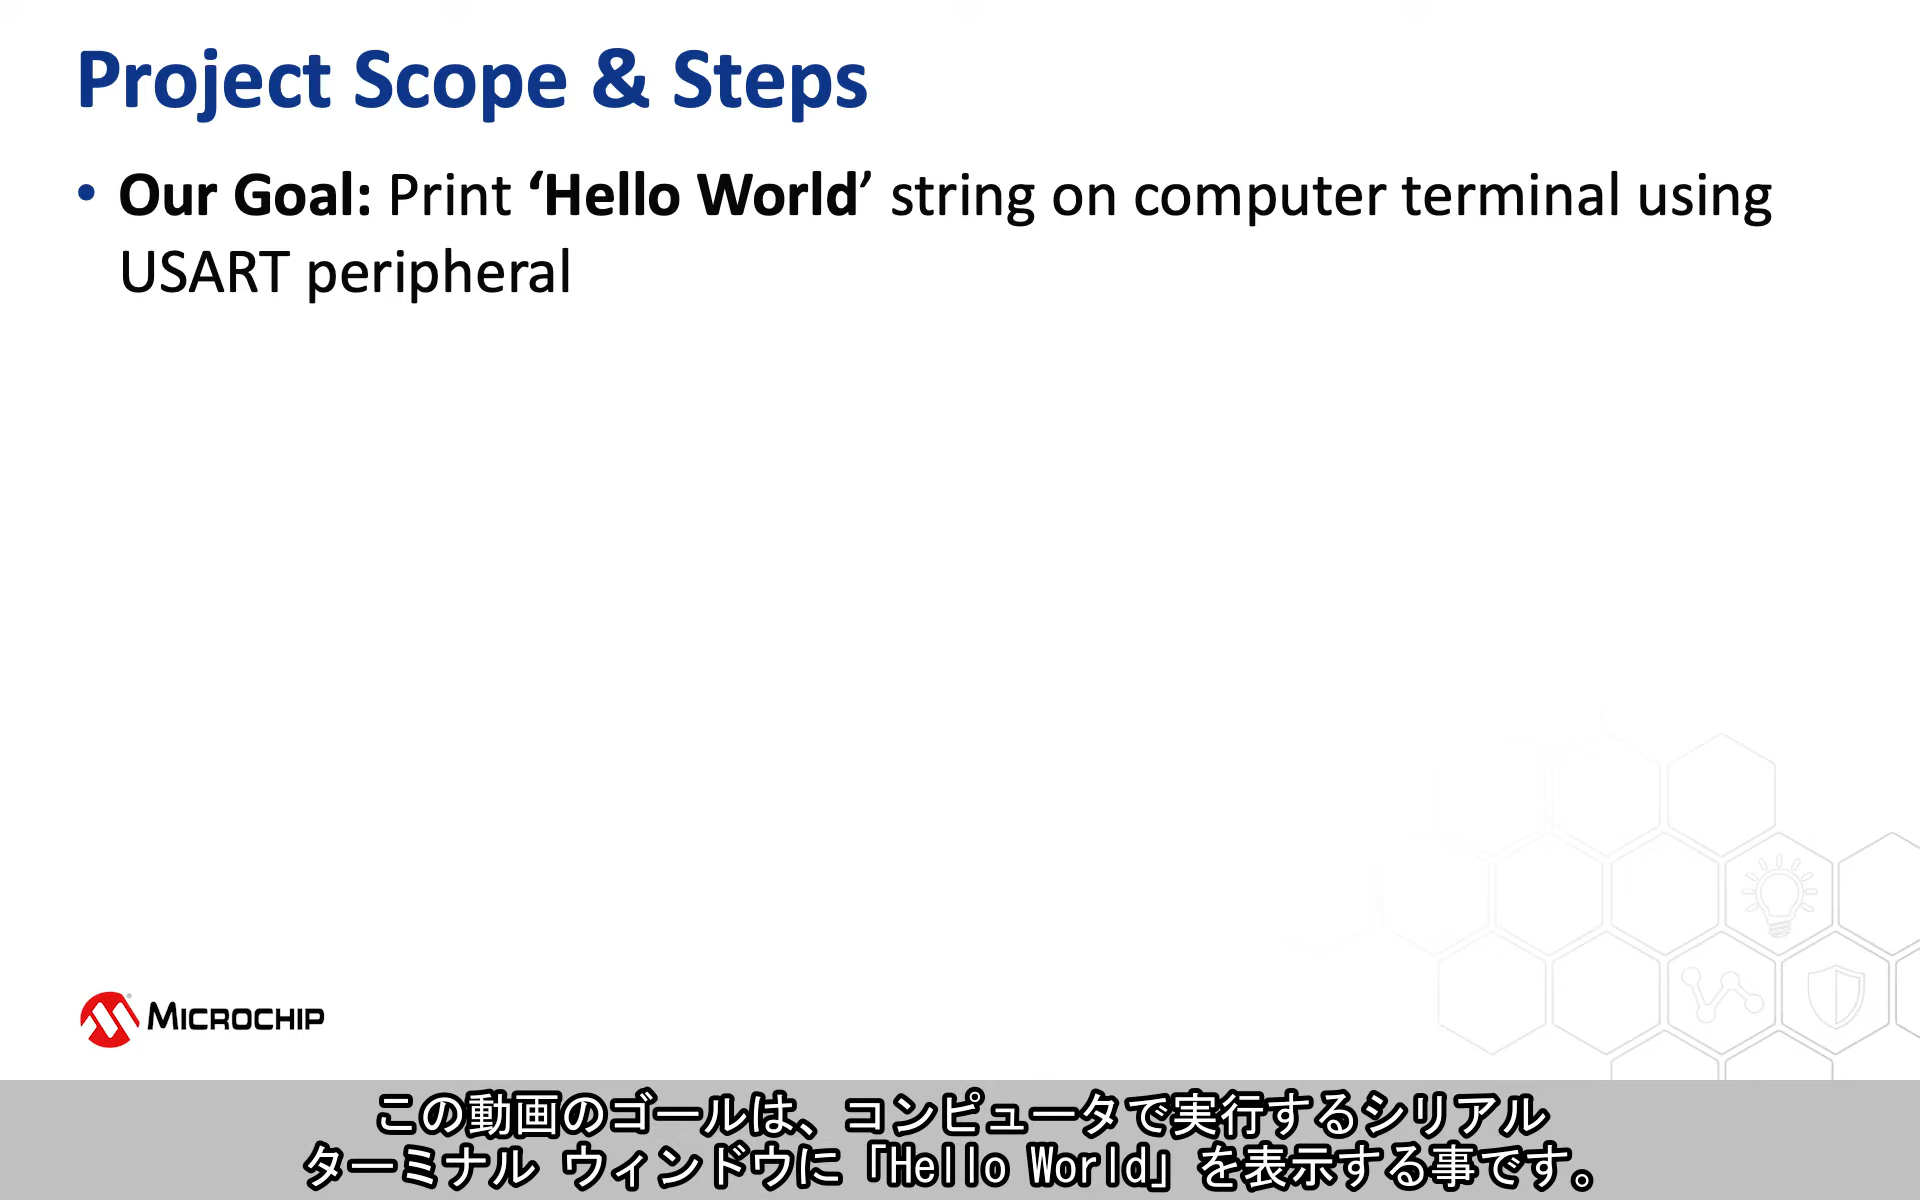 Project Scope & Steps
• Our Goal: Print ‘Hello World’ string on computer terminal using
USART peripheral
MICROCHIP
この動画のゴールは、コンピュータで実行するシリアル
ターミナル ウィンドウに「Hello World」を表示する事です。